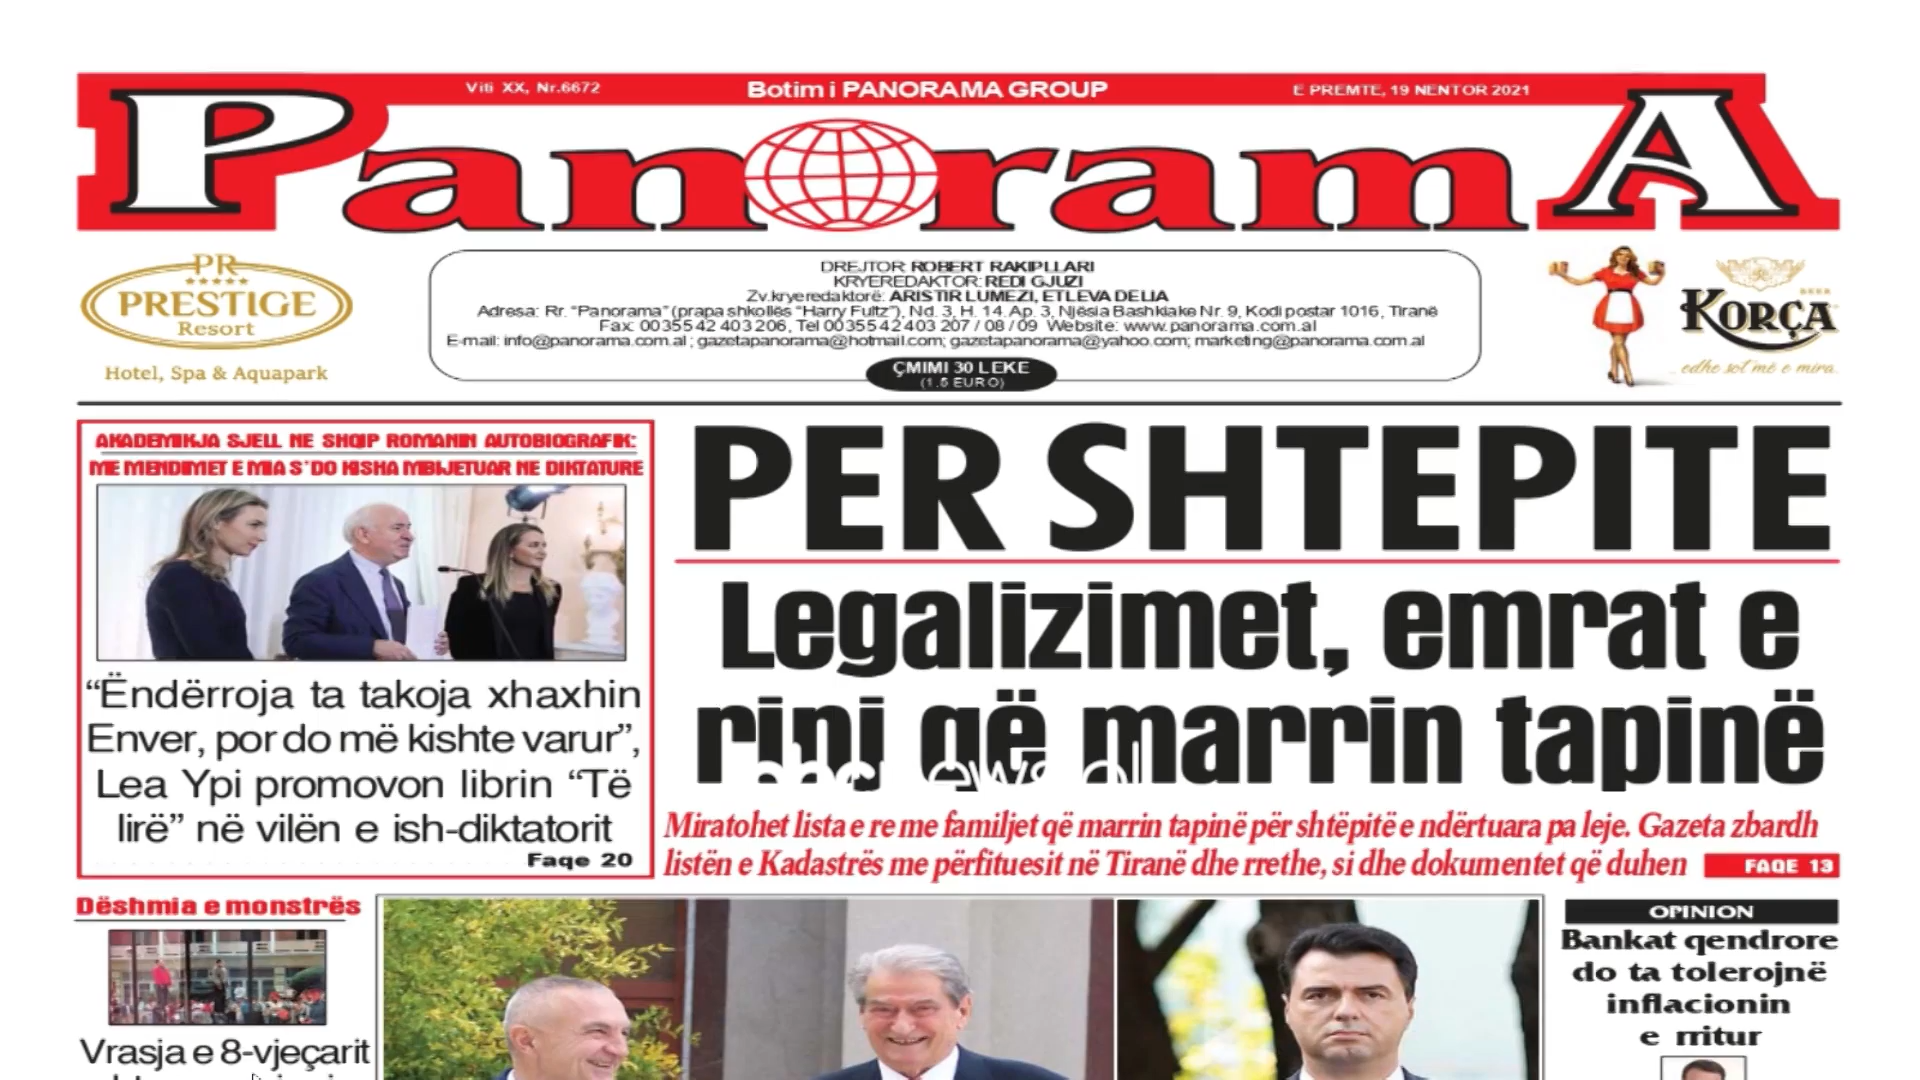 Viti XX, Nr.6672
Botim i PANORAMA GROUP
E PREMTE, 19 NENTOR 2021
PanoramA
PR
PRESTIGE
Resort
Hotel, Spa & Aquapark
DREJTOR: ROBERT RAKIPLLARI
KRYEREDAKTOR: REDI GJUZI
Zv.kryeredaktorë: ARISTIR LUMEZI, ETLEVA DELIA
Adresa: Rr. "Panorama" (prapa shkollës "Harry Fultz"), Nd. 3, H. 14. Ap. 3, Njësia Bashkiake Nr. 9, Kodi postar 1016, Tiranë
Fax: 00355 42 403 206, Tel 00355 42 403 207 / 08 / 09 Website: www.panorama.com.al
E-mail: info@panorama.com.al ; gazetapanorama@hotmail.com; gazetapanorama@yahoo.com; marketing@panorama.com.al
ÇMIMI 30 LEKE
(1.5 EURO)
BEER
KORÇA
edhe sot më e mira.
AKADEMIKJA SJELL NE SHQIP ROMANIN AUTOBIOGRAFIK:
ME MENDIMET E MIA S'DO KISHA MBIJETUAR NE DIKTATURE
"Ëndërroja ta takoja xhaxhin
Enver, por do më kishte varur",
Lea Ypi promovon librin "Të
lirë" në vilën e ish-diktatorit
Faqe 20
PER SHTEPITE
Legalizimet, emrat e
rinj që marrin tapinë
Miratohet lista e re me familjet që marrin tapinë për shtëpitë e ndërtuara pa leje. Gazeta zbardh
listën e Kadastrës me përfituesit në Tiranë dhe rrethe, si dhe dokumentet që duhen
FAQE 13
Dëshmia e monstrës
Vrasja e 8-vjeçarit
OPINION
Bankat qendrore
do ta tolerojnë
inflacionin
e rritur